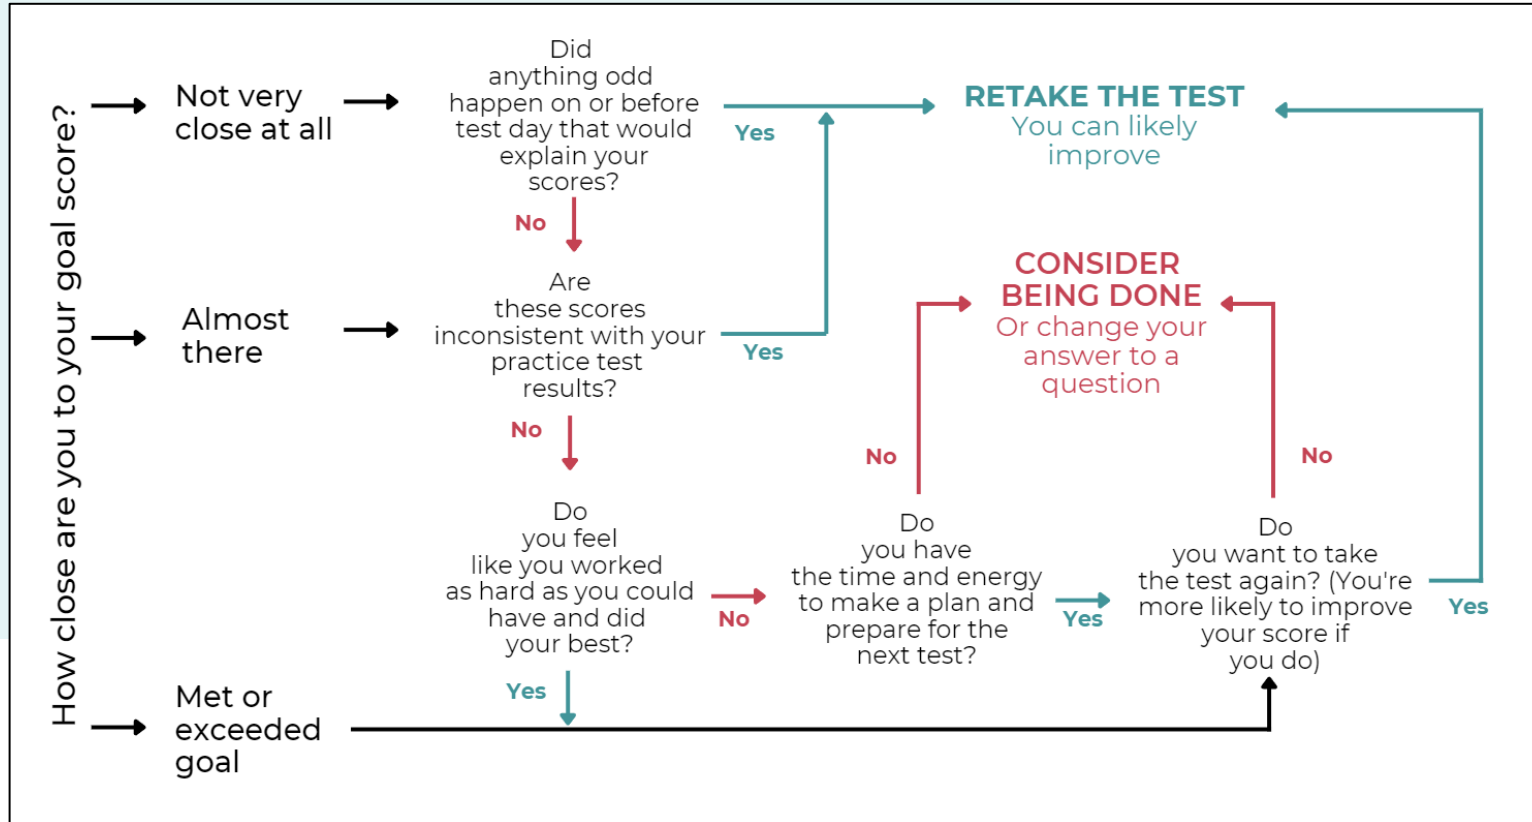 How close are you to your goal score?
Not very
close at all
Did
anything odd
happen on or before
test day that would
explain your
scores?
Yes
RETAKE THE TEST
You can likely
improve
No
Almost
there
Are
these scores
inconsistent with your
practice test
results?
Yes
CONSIDER
BEING DONE
Or change your
answer to a
question
No
No
No
Do
you feel
like you worked
as hard as you could
have and did
your best?
No
Do
you have
the time and energy
to make a plan and
prepare for the
next test?
Yes
Do
you want to take
the test again? (You're
more likely to improve
your score if
you do)
Yes
Yes
Met or
exceeded
goal